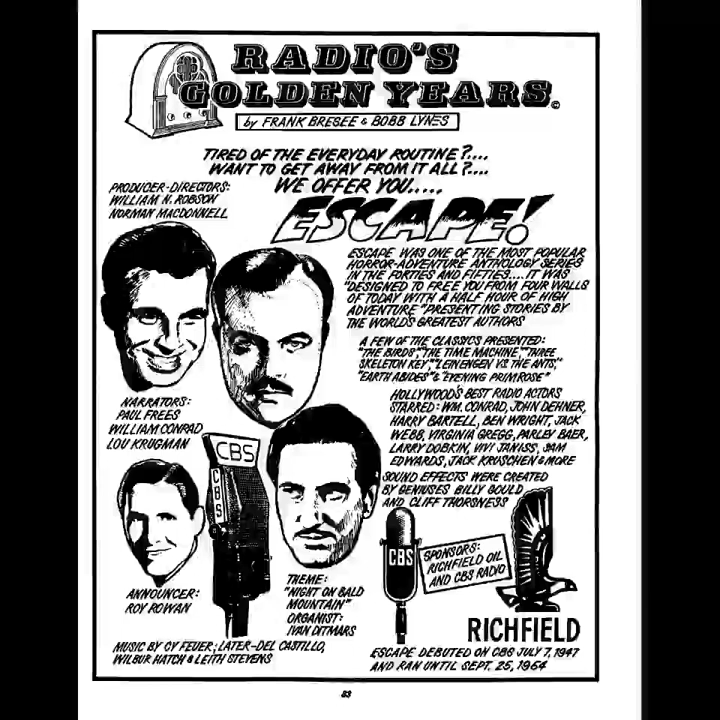 RADIO'S
GOLDEN YEARS
©
by FRANK BRESEE & BOBB LYNES
TIRED OF THE EVERYDAY ROUTINE?....
WANT TO GET AWAY FROM IT ALL?....
WE OFFER YOU.....
ESCAPE!
PRODUCER-DIRECTORS:
WILLIAM N. ROBSON
NORMAN MACDONNELL
ESCAPE WAS ONE OF THE MOST POPULAR
HORROR-ADVENTURE ANTHOLOGY SERIES
IN THE FORTIES AND FIFTIES....IT WAS
"DESIGNED TO FREE YOU FROM FOUR WALLS
OF TODAY WITH A HALF HOUR OF HIGH
ADVENTURE "PRESENTING STORIES BY
THE WORLD'S GREATEST AUTHORS
A FEW OF THE CLASSICS PRESENTED:
"THE BIRDS","THE TIME MACHINE","THREE
SKELETON KEY","LEINENGEN VS THE ANTS,"
"EARTH ABIDES" & "EVENING PRIMROSE"
HOLLYWOOD'S BEST RADIO ACTORS
STARRED: WM. CONRAD, JOHN DEHNER,
HARRY BARTELL, BEN WRIGHT, JACK
WEBB, VIRGINIA GREGG, PARLEY BAER,
LARRY DOBKIN, VIVI JANISS, SAM
EDWARDS, JACK KRUSCHEN & MORE
NARRATORS:
PAUL FREES
WILLIAM CONRAD
LOU KRUGMAN
CBS
CBS
SOUND EFFECTS WERE CREATED
BY GENIUSES BILLY GOULD
AND CLIFF THORSNESS
CBS
SPONSORS:
RICHFIELD OIL
AND CBS RADIO
RICHFIELD
ANNOUNCER:
ROY ROWAN
THEME:
"NIGHT ON BALD
MOUNTAIN"
ORGANIST:
IVAN DITMARS
MUSIC BY CY FEUER; LATER-DEL CASTILLO,
WILBUR HATCH & LEITH STEVENS
ESCAPE DEBUTED ON CBS JULY 7, 1947
AND RAN UNTIL SEPT. 25, 1954
83